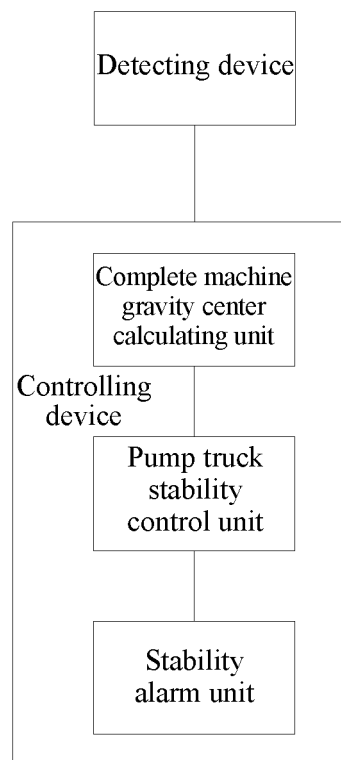 Detecting device
Complete machine
gravity center
calculating unit
Controlling
device
Pump truck
stability
control unit
Stability
alarm unit